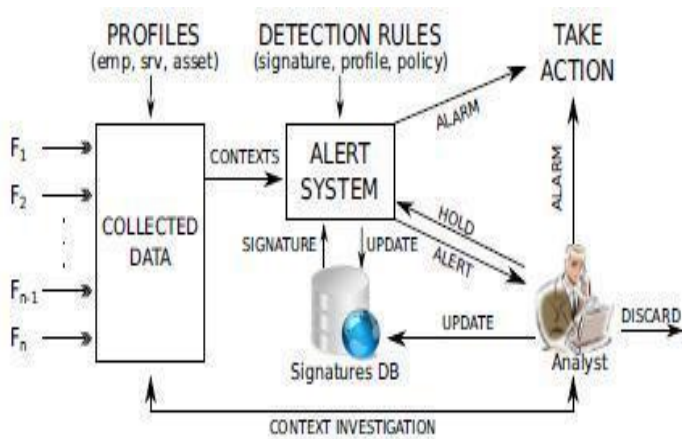 PROFILES
(emp, srv, asset)
DETECTION RULES
(signature, profile, policy)
TAKE
ACTION
F1
F2
Fn-1
Fn
COLLECTED
DATA
CONTEXTS
ALERT
SYSTEM
ALARM
ALARM
HOLD
ALERT
SIGNATURE
UPDATE
Signatures DB
UPDATE
Analyst
DISCARD
CONTEXT INVESTIGATION